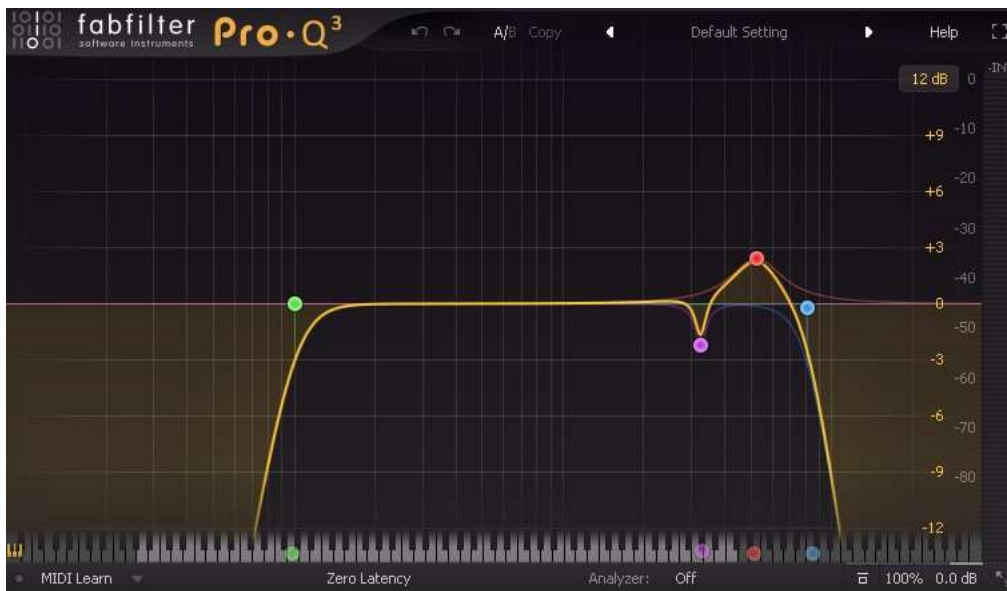 fabfilter
software instruments
Pro·Q³
A/B Copy
Default Setting
Help
-INF
12 dB 0
+9 -10
+6 -20
-30
+3
-40
0
-50
-3
-60
-6
-70
-9
-80
-12
MIDI Learn
Zero Latency
Analyzer: Off
100% 0.0 dB